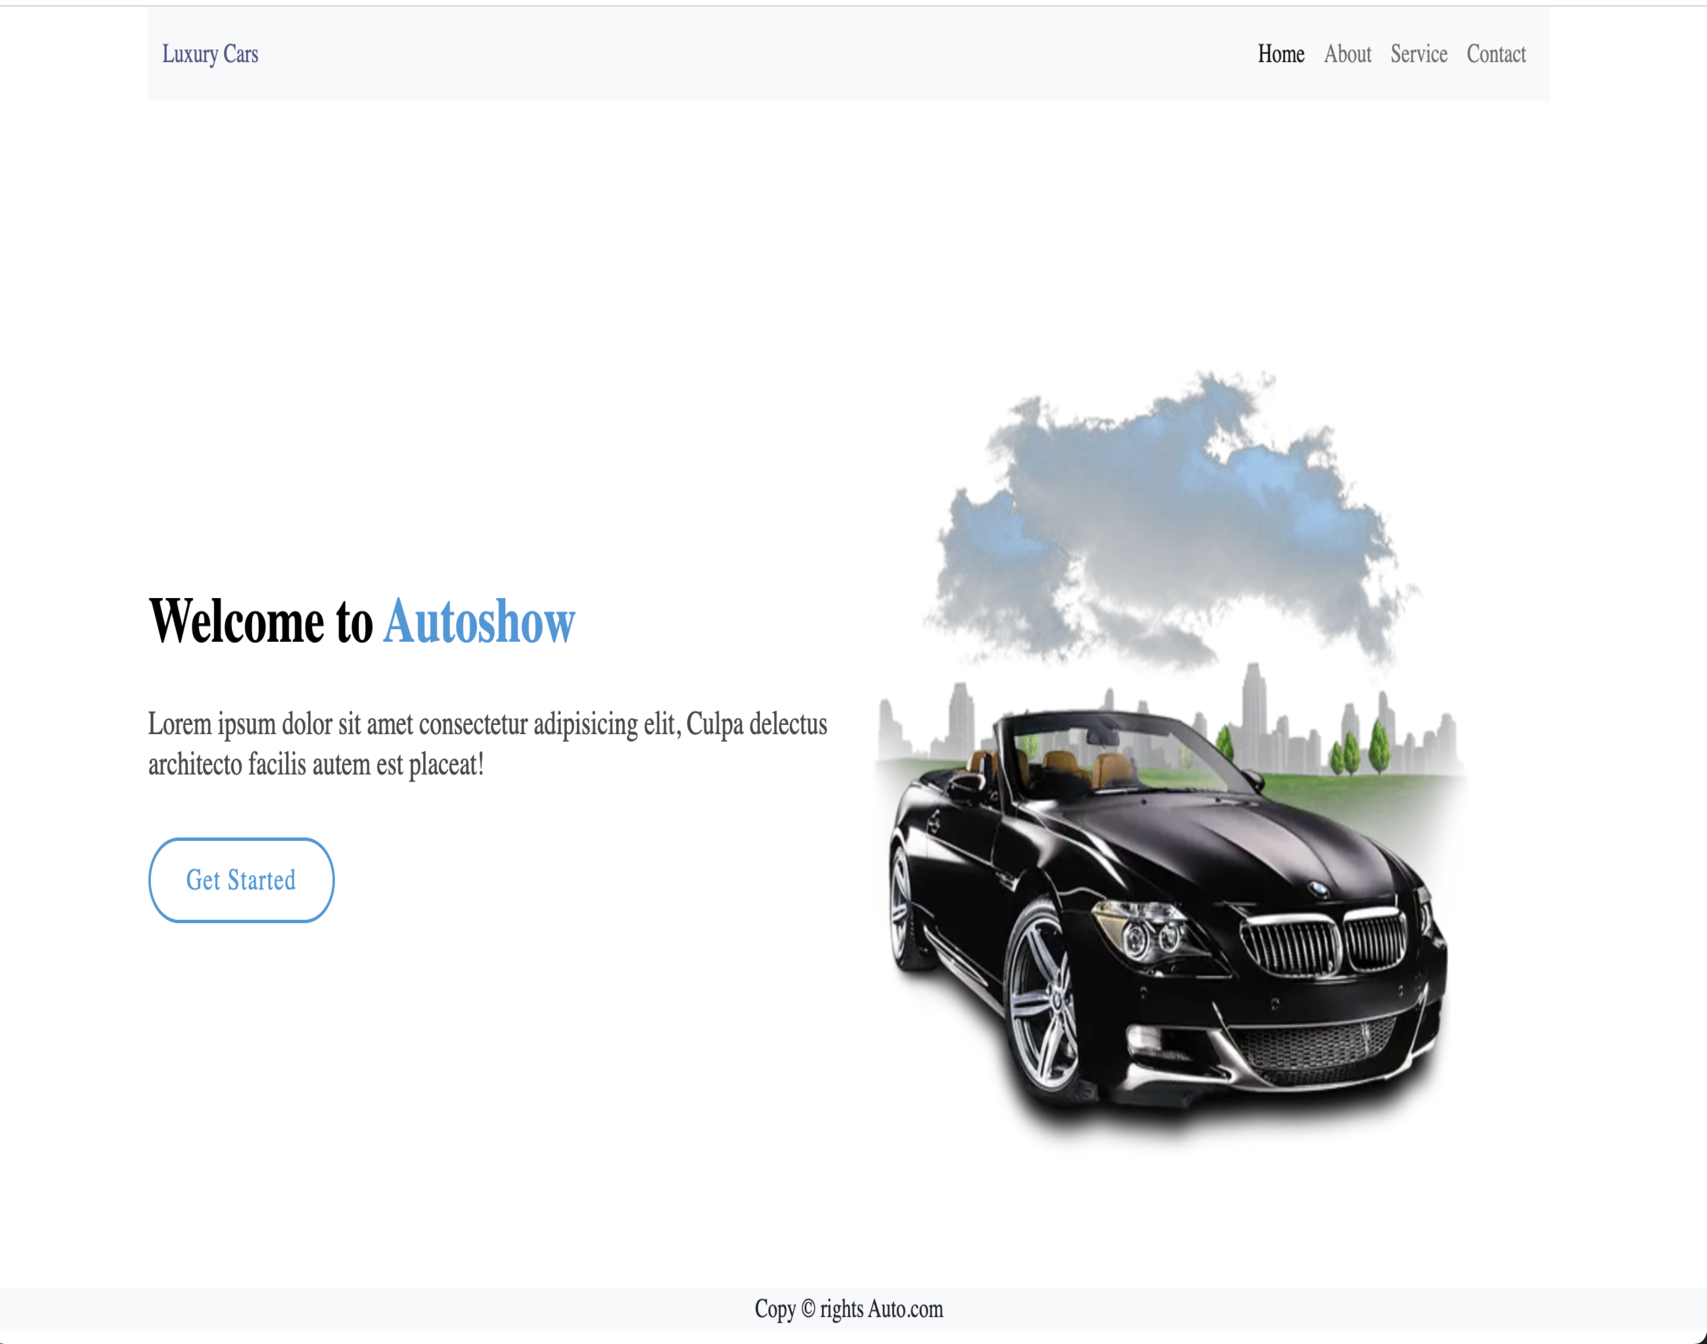 Luxury Cars
Home About Service Contact
Welcome to Autoshow
Lorem ipsum dolor sit amet consectetur adipisicing elit, Culpa delectus
architecto facilis autem est placeat!
Get Started
Copy © rights Auto.com